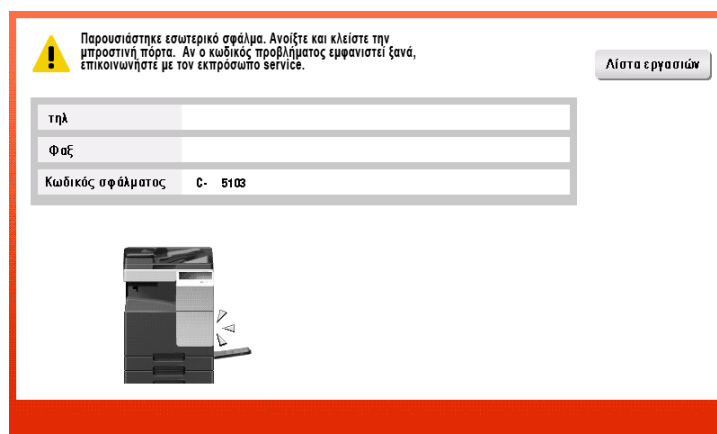 Παρουσιάστηκε εσωτερικό σφάλμα. Ανοίξτε και κλείστε την
μπροστινή πόρτα. Αν ο κωδικός προβλήματος εμφανιστεί ξανά,
επικοινωνήστε με τον εκπρόσωπο service.
Λίστα εργασιών
τηλ
Φαξ
Κωδικός σφάλματος C- 5103